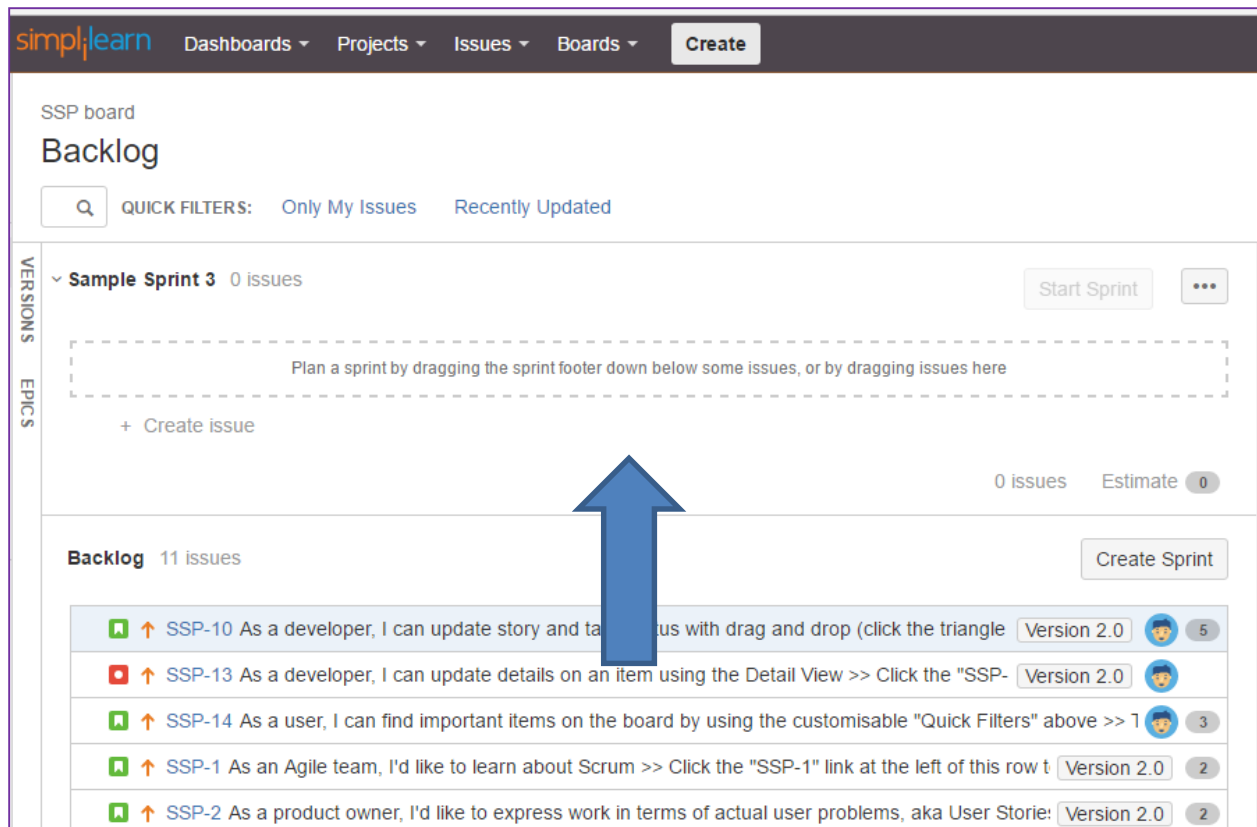 simplilearn Dashboards Projects Issues Boards Create
SSP board
Backlog
QUICK FILTERS: Only My Issues Recently Updated
VERSIONS
EPICS
Sample Sprint 3 0 issues Start Sprint •••
Plan a sprint by dragging the sprint footer down below some issues, or by dragging issues here
+ Create issue
0 issues Estimate 0
Backlog 11 issues Create Sprint
SSP-10 As a developer, I can update story and with drag and drop (click the triangle Version 2.0 5
SSP-13 As a developer, I can update details on an item using the Detail View >> Click the "SSP- Version 2.0
SSP-14 As a user, I can find important items on the board by using the customisable "Quick Filters" above >> 3
SSP-1 As an Agile team, I'd like to learn about Scrum >> Click the "SSP-1" link at the left of this row Version 2.0 2
SSP-2 As a product owner, I'd like to express work in terms of actual user problems, aka User Version 2.0 2